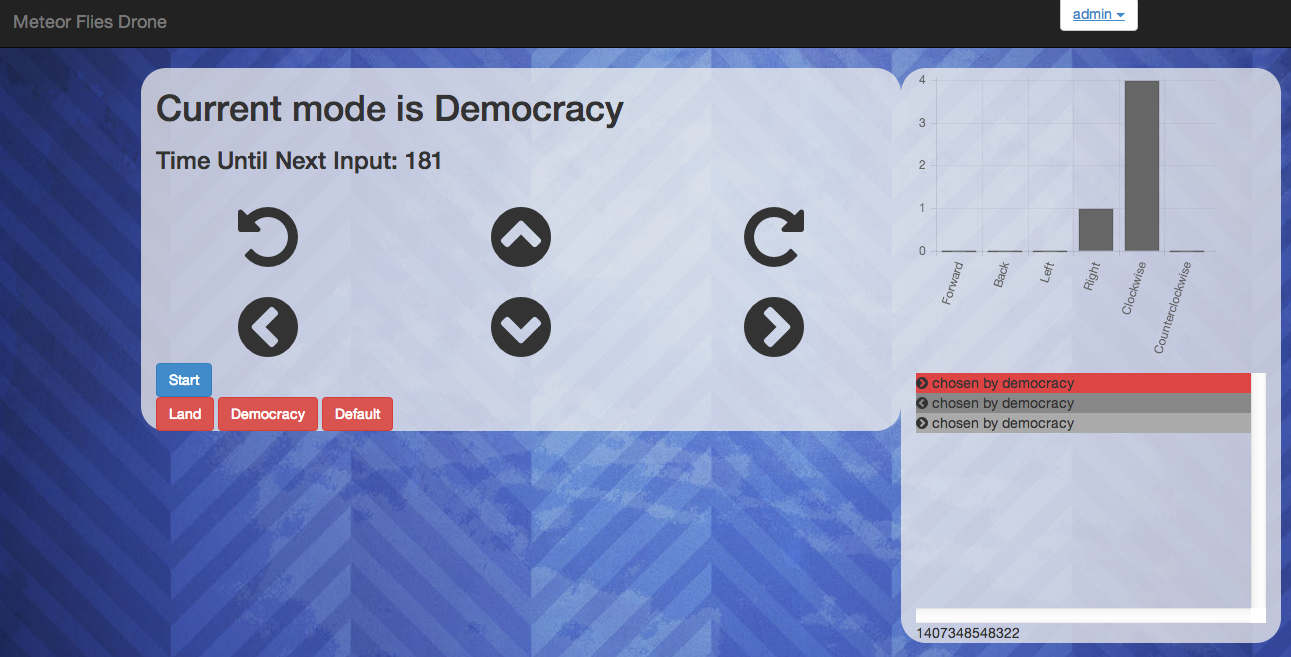 Meteor Flies Drone
admin
Current mode is Democracy
Time Until Next Input: 181
Start
Land Democracy Default
4
3
2
1
0
Forward
Back
Left
Right
Clockwise
Counterclockwise
chosen by democracy
chosen by democracy
chosen by democracy
1407348548322